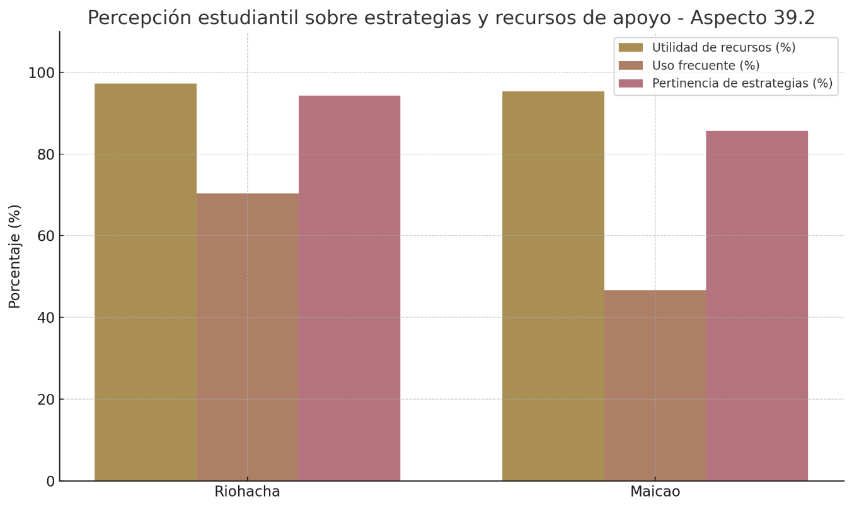 Percepción estudiantil sobre estrategias y recursos de apoyo - Aspecto 39.2
Utilidad de recursos (%)
Uso frecuente (%)
Pertinencia de estrategias (%)
Porcentaje (%)
100
80
60
40
20
0
Riohacha
Maicao